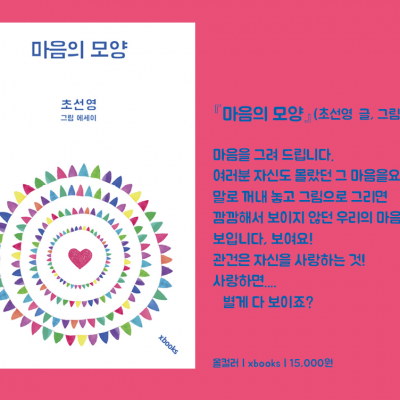 마음의 모양
초선영
그림 에세이
xbooks
『마음의 모양』(초선영 글, 그림
마음을 그려 드립니다.
여러분 자신도 몰랐던 그 마음을요
말로 꺼내 놓고 그림으로 그리면
깜깜해서 보이지 않던 우리의 마음
보입니다, 보여요!
관건은 자신을 사랑하는 것!
사랑하면....
별게 다 보이죠?
올컬러 | xbooks | 15,000원